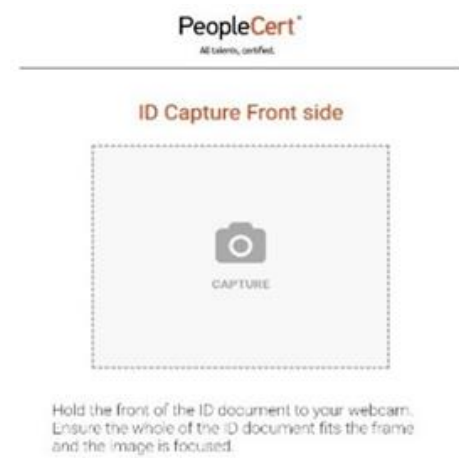 PeopleCert
All talents, certified.
ID Capture Front side
CAPTURE
Hold the front of the ID document to your webcam.
Ensure the whole of the ID document fits the frame
and the image is focused.